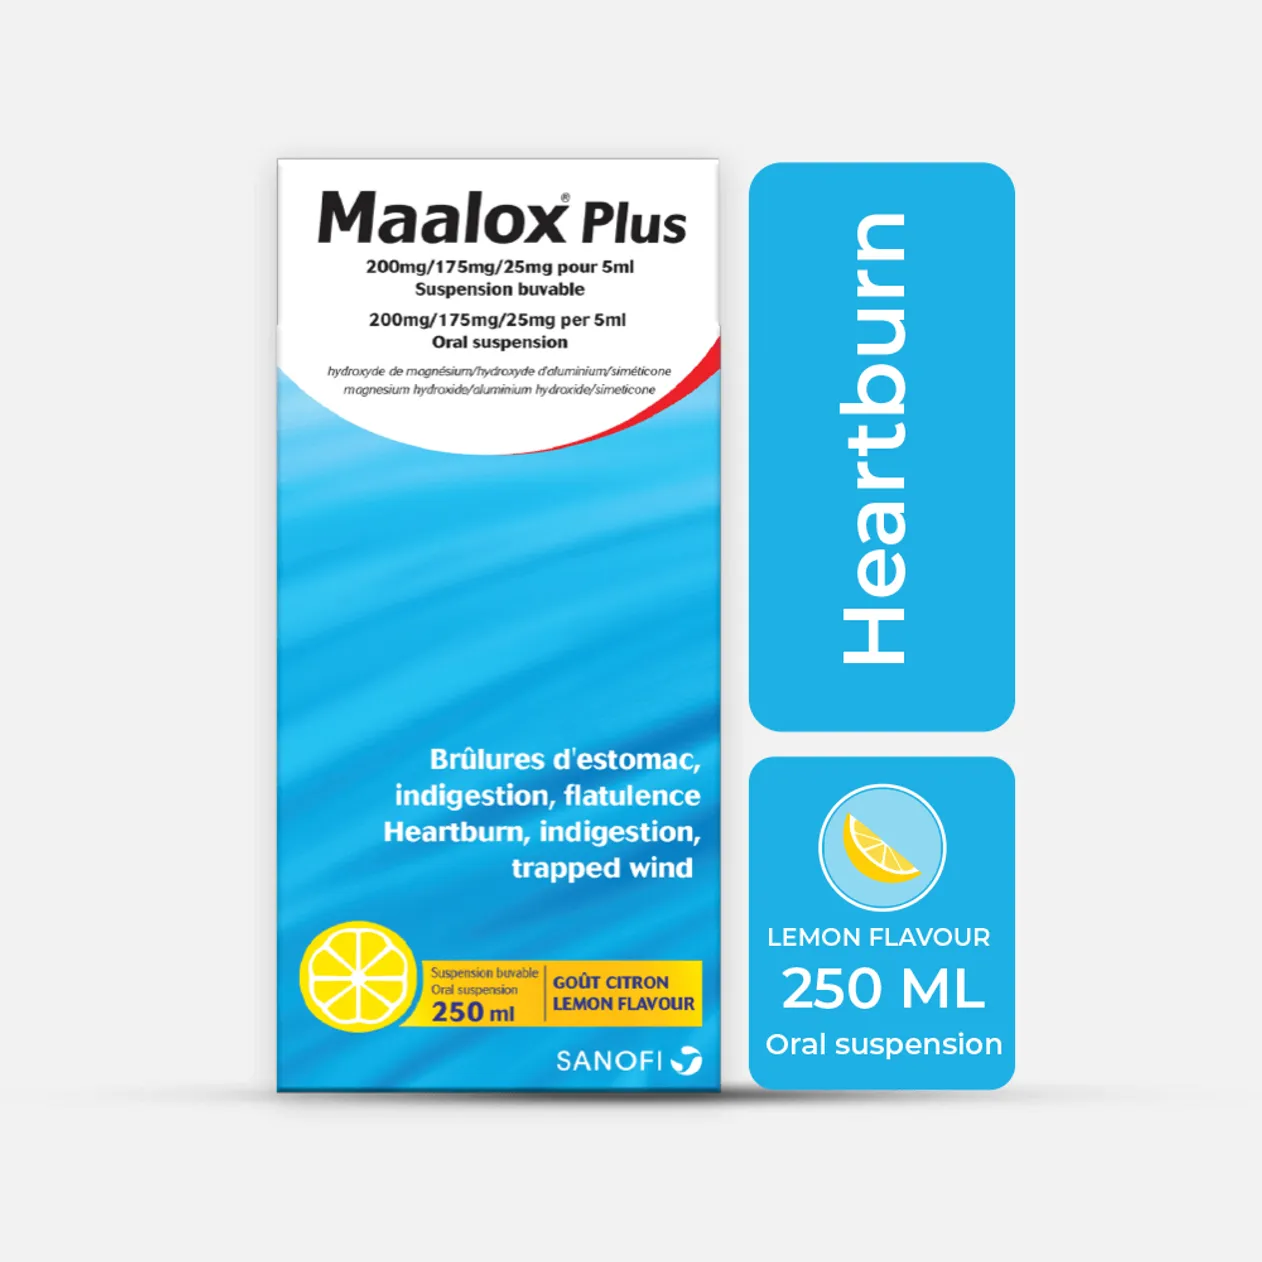 Maalox® Plus
200mg/175mg/25mg pour 5ml
Suspension buvable
200mg/175mg/25mg per 5ml
Oral suspension
hydroxyde de magnésium/hydroxyde d'aluminium/siméticone
magnesium hydroxide/aluminium hydroxide/simeticone
Brûlures d'estomac,
indigestion, flatulence
Heartburn, indigestion,
trapped wind
Suspension buvable
Oral suspension
250 ml
GOÛT CITRON
LEMON FLAVOUR
SANOFI
Heartburn
LEMON FLAVOUR
250 ML
Oral suspension